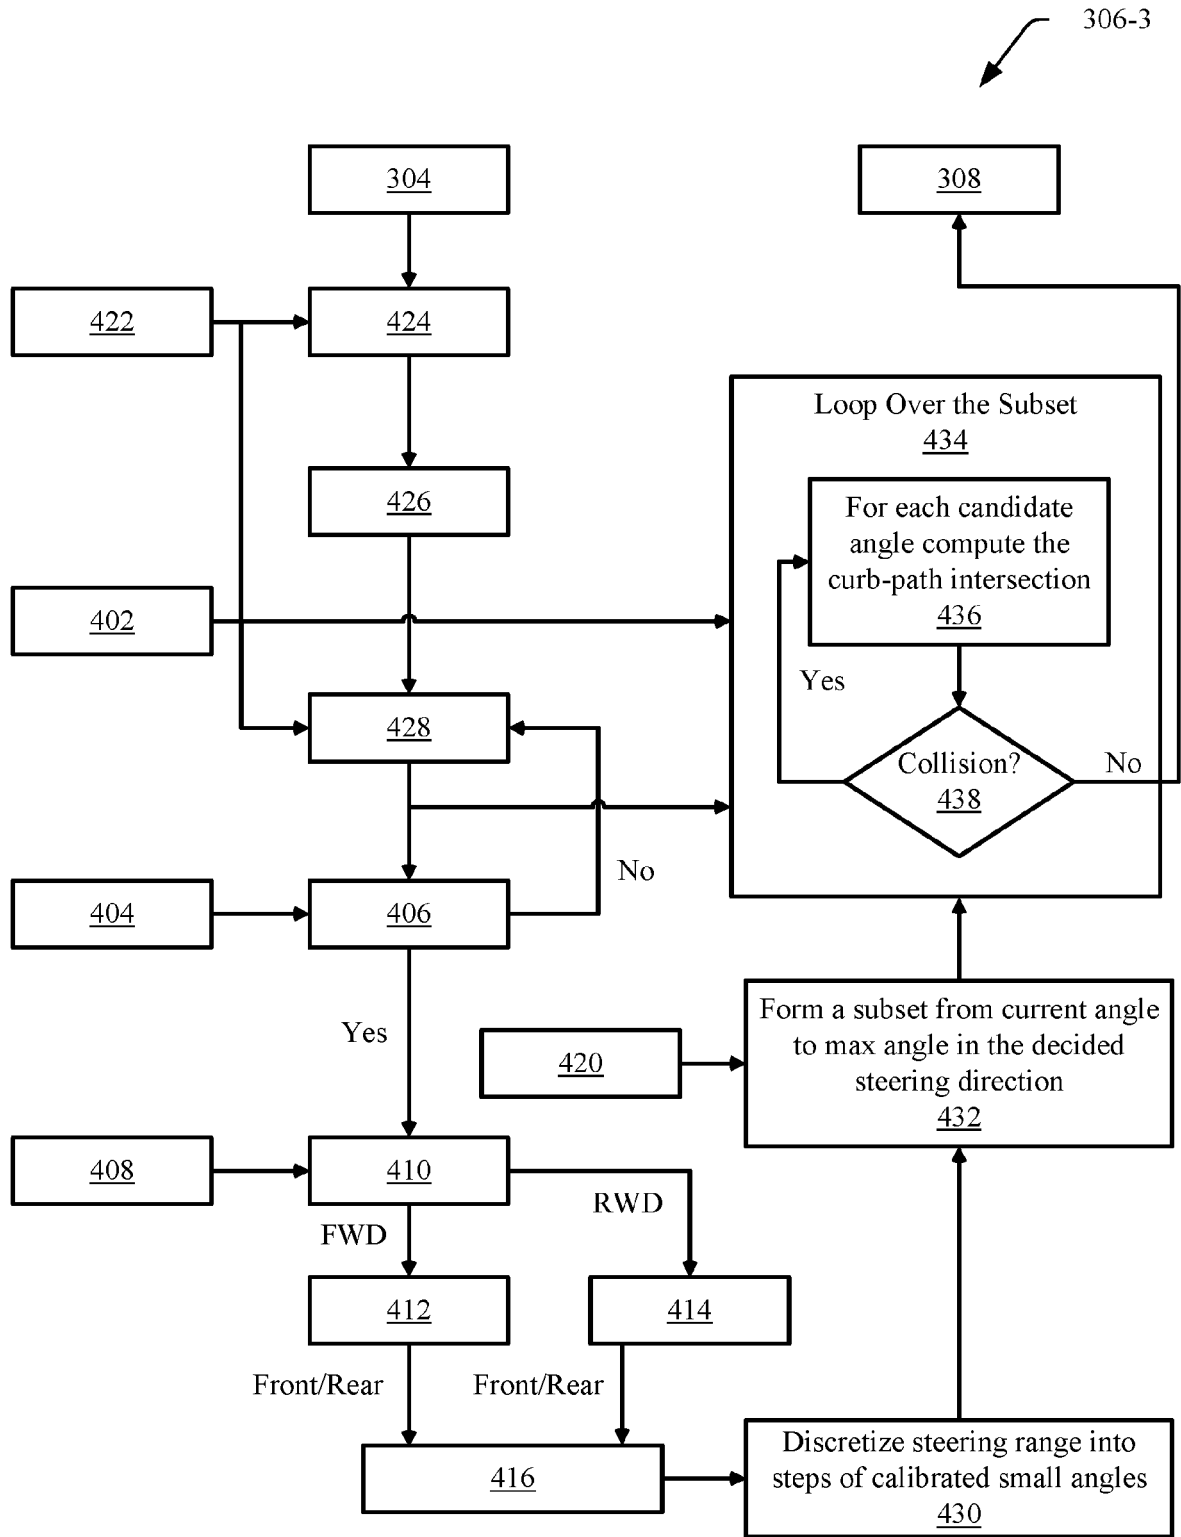 306-3
304
308
422
424
Loop Over the Subset
434
426
For each candidate
angle compute the
curb-path intersection
436
402
Yes
428
Collision?
438
No
No
404
406
Yes
420
Form a subset from current angle
to max angle in the decided
steering direction
432
408
410
RWD
FWD
412
414
Front/Rear
Front/Rear
416
Discretize steering range into
steps of calibrated small angles
430